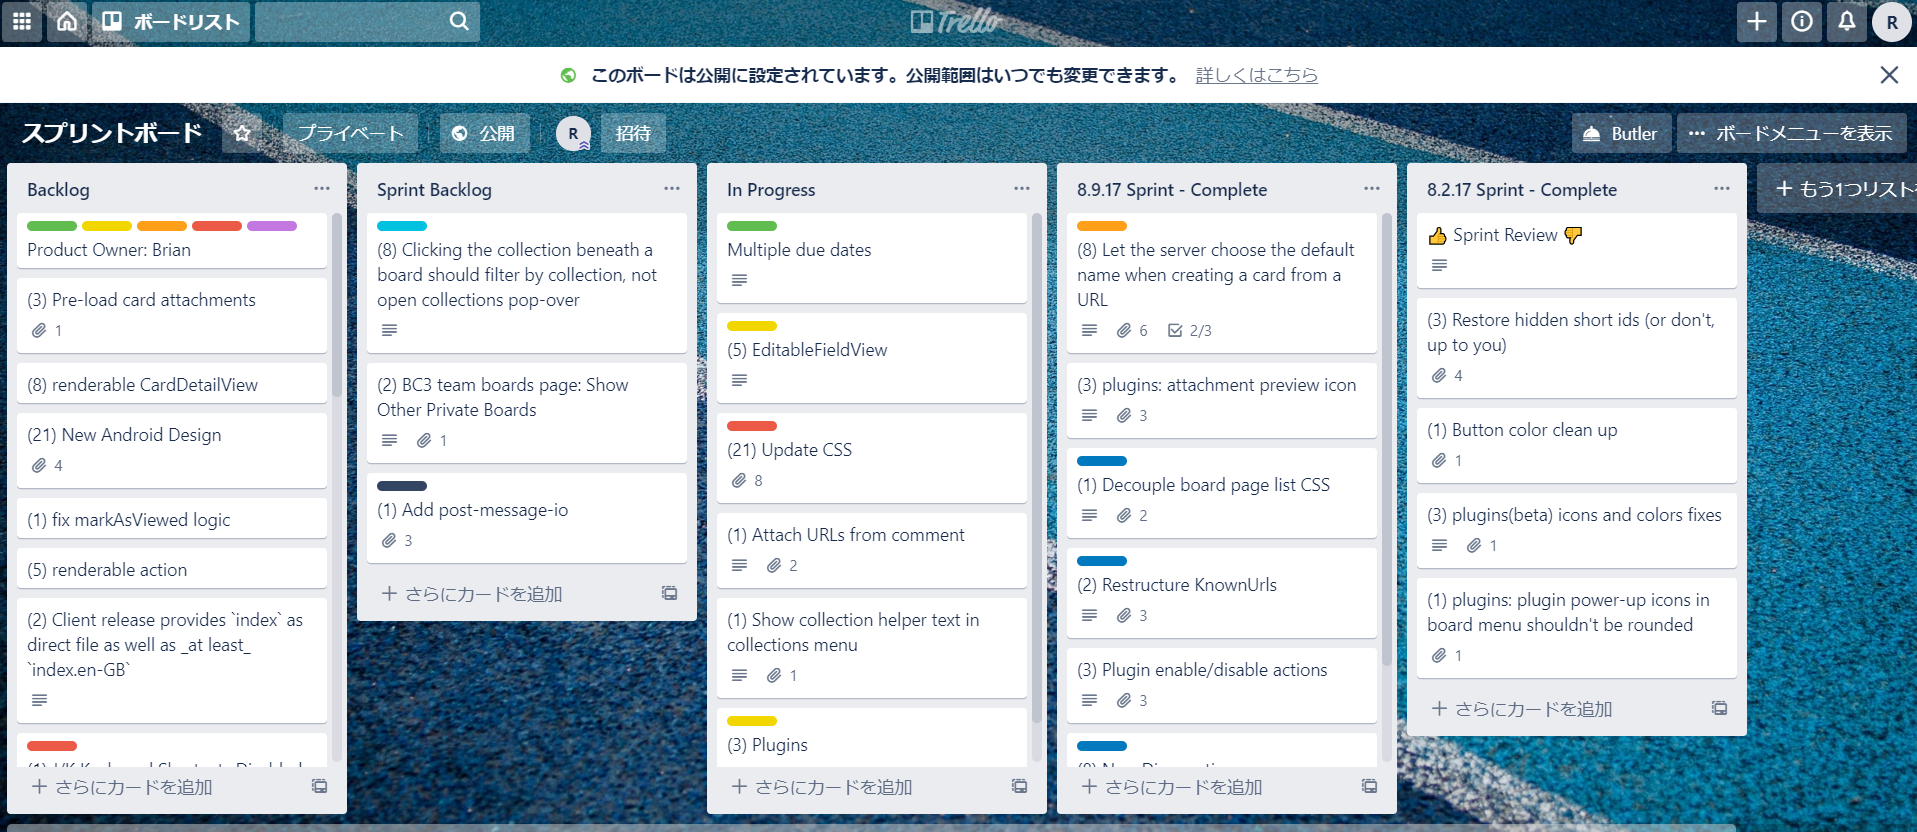 ボードリスト
Trello
R
このボードは公開に設定されています。公開範囲はいつでも変更できます。 詳しくはこちら
スプリントボード
プライベート
公開
R
招待
Butler
ボードメニューを表示
Backlog
Product Owner: Brian
(3) Pre-load card attachments
1
(8) renderable CardDetailView
(21) New Android Design
4
(1) fix markAsViewed logic
(5) renderable action
(2) Client release provides `index` as
direct file as well as _at least_
`index.en-GB`
さらにカードを追加
Sprint Backlog
(8) Clicking the collection beneath a
board should filter by collection, not
open collections pop-over
(2) BC3 team boards page: Show
Other Private Boards
1
(1) Add post-message-io
3
さらにカードを追加
In Progress
Multiple due dates
(5) EditableFieldView
(21) Update CSS
8
(1) Attach URLs from comment
2
(1) Show collection helper text in
collections menu
1
(3) Plugins
さらにカードを追加
8.9.17 Sprint - Complete
(8) Let the server choose the default
name when creating a card from a
URL
6 2/3
(3) plugins: attachment preview icon
3
(1) Decouple board page list CSS
2
(2) Restructure KnownUrls
3
(3) Plugin enable/disable actions
3
さらにカードを追加
8.2.17 Sprint - Complete
👍 Sprint Review 👎
(3) Restore hidden short ids (or don't,
up to you)
4
(1) Button color clean up
1
(3) plugins(beta) icons and colors fixes
1
(1) plugins: plugin power-up icons in
board menu shouldn't be rounded
1
さらにカードを追加
もう1つリスト